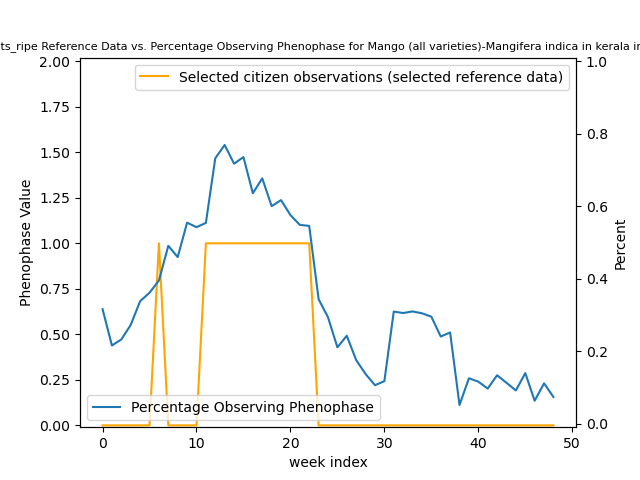 ts_ripe Reference Data vs. Percentage Observing Phenophase for Mango (all varieties)-Mangifera indica in kerala in
2.00
1.75
1.50
1.25
1.00
0.75
0.50
0.25
0.00
Phenophase Value
Selected citizen observations (selected reference data)
Percentage Observing Phenophase
1.0
0.8
0.6
0.4
0.2
0.0
Percent
0 10 20 30 40 50
week index